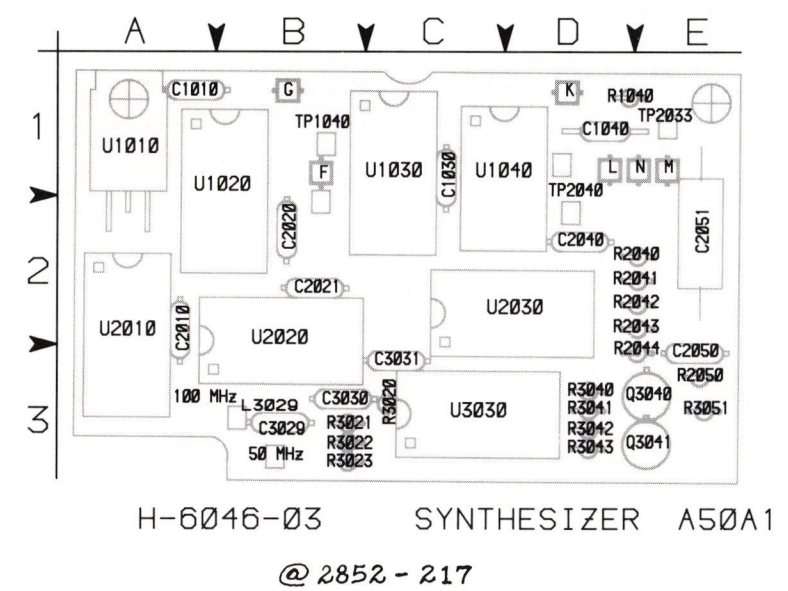 A B C D E
1
2
3
C1010
G
K
R1040
TP1040
TP2033
C1040
U1010
U1020
F
U1030
C1030
U1040
L N M
TP2040
C2020
C2040
C2051
R2040
R2041
C2021
R2042
U2010
C2010
U2020
U2030
R2043
R2044
C2050
C3031
R2050
100 MHz
L3029
C3030
R3020
U3030
R3040
Q3040
R3041
R3051
C3029
R3021
R3042
50 MHz
R3022
R3043
Q3041
R3023
H-6046-03 SYNTHESIZER A50A1
@ 2852 - 217